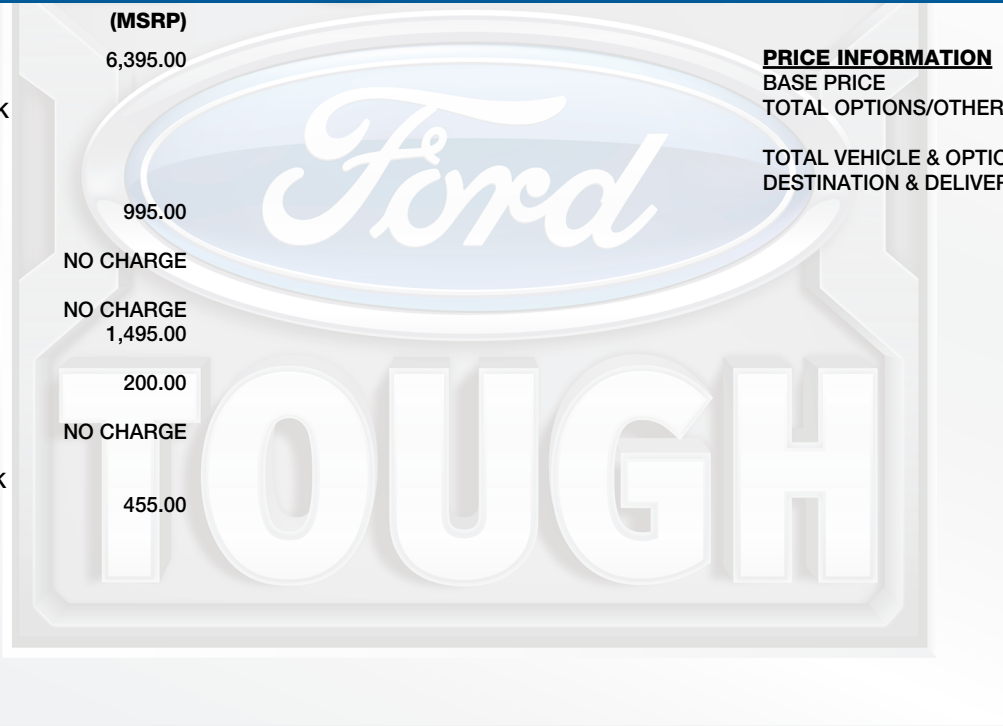 (MSRP)
6,395.00
K
995.00
NO CHARGE
NO CHARGE
1,495.00
200.00
NO CHARGE
K
455.00
PRICE INFORMATION
BASE PRICE
TOTAL OPTIONS/OTHER
TOTAL VEHICLE & OPTIO
DESTINATION & DELIVER
Ford
TOUGH